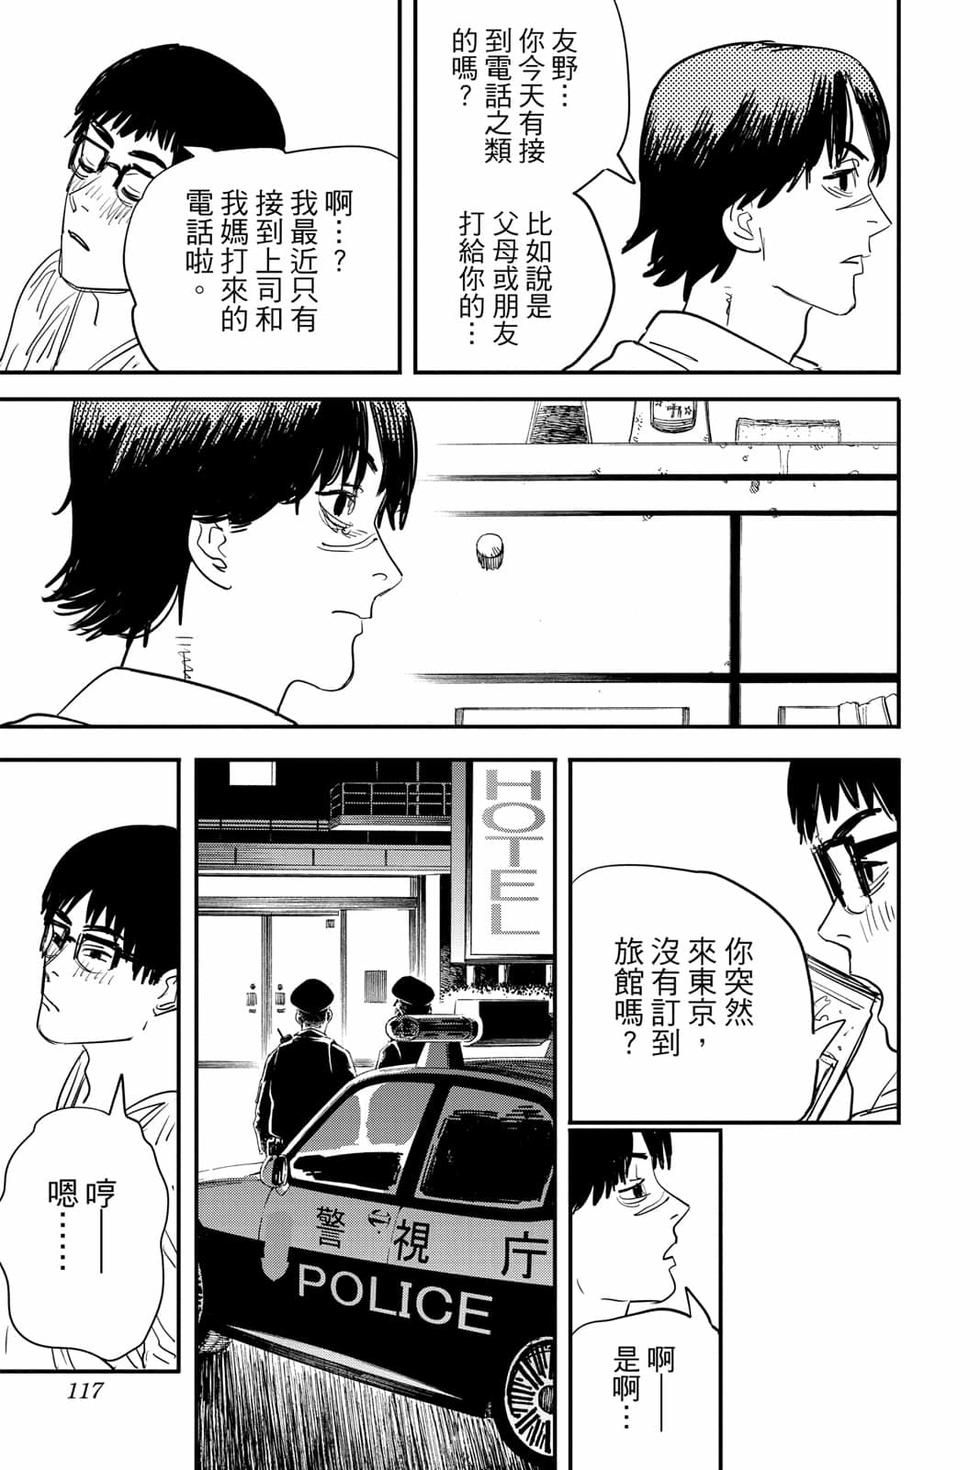 友野…
你今天有接
到電話之類
的嗎？
比如說是
父母或朋友
打給你的…
啊…？
我最近只有
接到上司和
我媽打來的
電話啦。
你突然
來東京，
沒有訂到
旅館嗎？
啊——
是啊…
HOTEL
警視庁
POLICE
哼——
嗯……
117